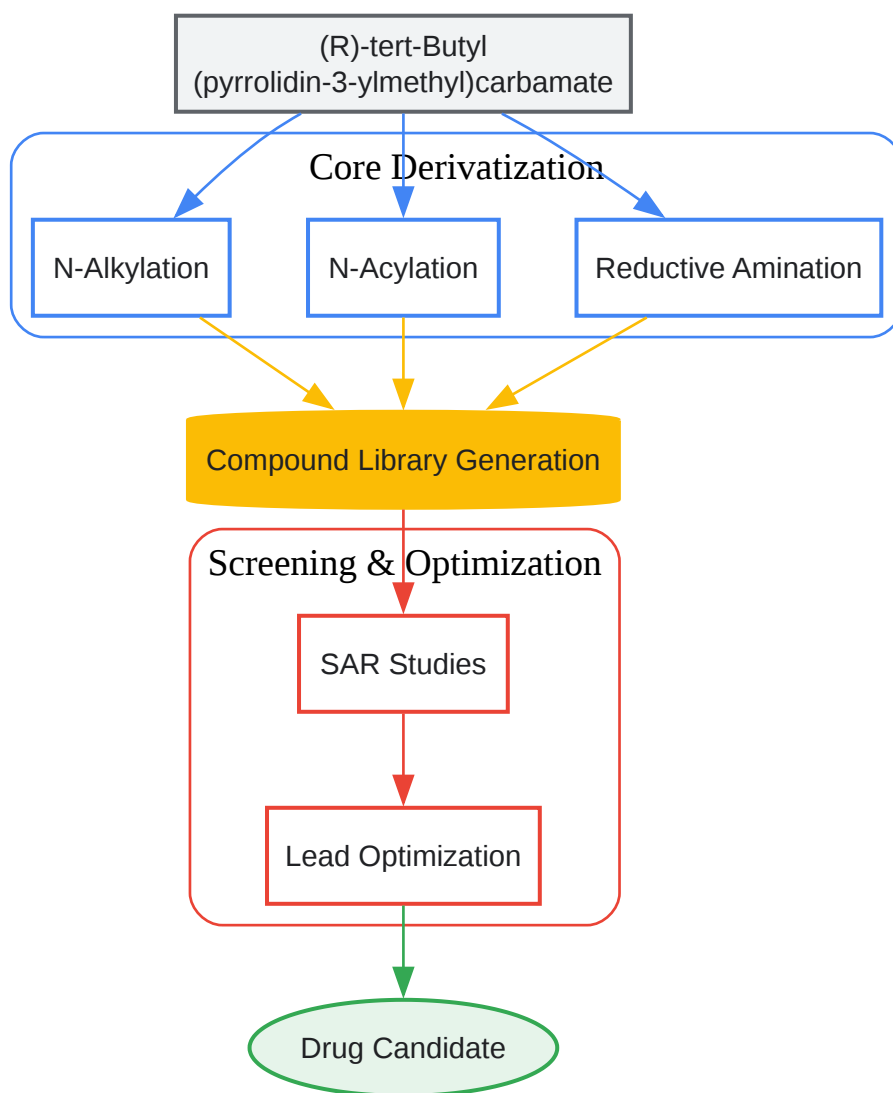 (R)-tert-Butyl
(pyrrolidin-3-ylmethyl)carbamate
Core Derivatization
N-Alkylation
N-Acylation
Reductive Amination
Compound Library Generation
Screening & Optimization
SAR Studies
Lead Optimization
Drug Candidate